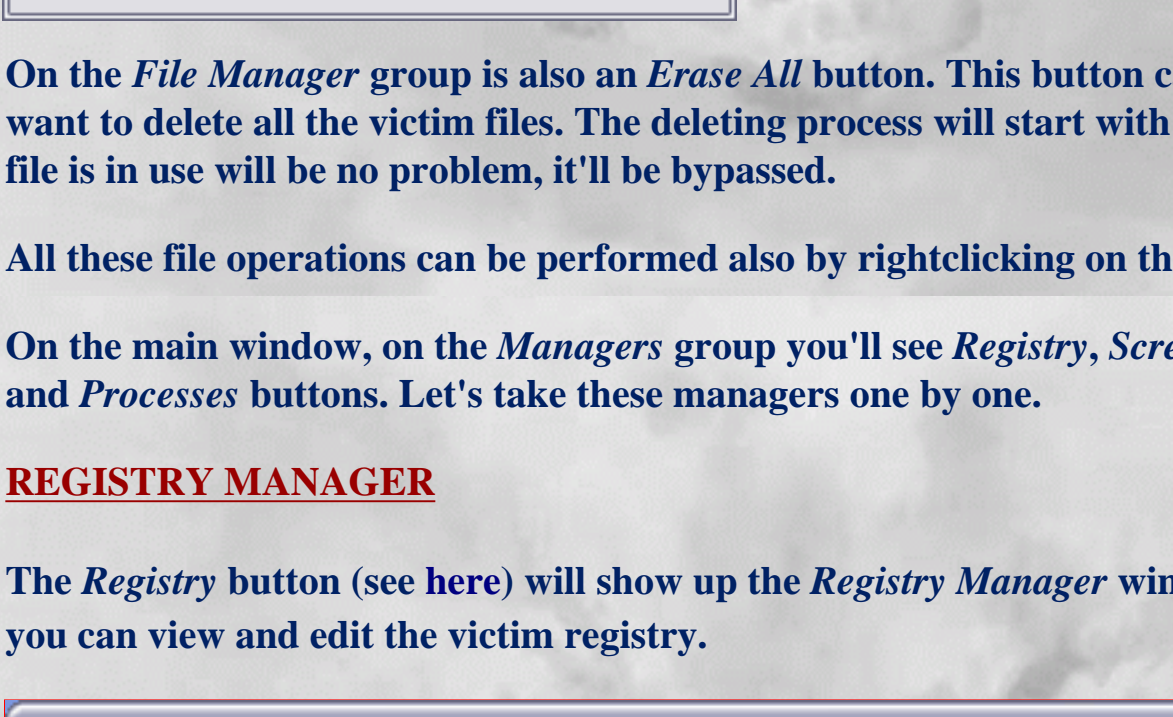 On the File Manager group is also an Erase All button. This button
want to delete all the victim files. The deleting process will start with
file is in use will be no problem, it'll be bypassed.
All these file operations can be performed also by rightclicking on
On the main window, on the Managers group you'll see Registry,
and Processes buttons. Let's take these managers one by one.
REGISTRY MANAGER
The Registry button (see here) will show up the Registry Manager
you can view and edit the victim registry.